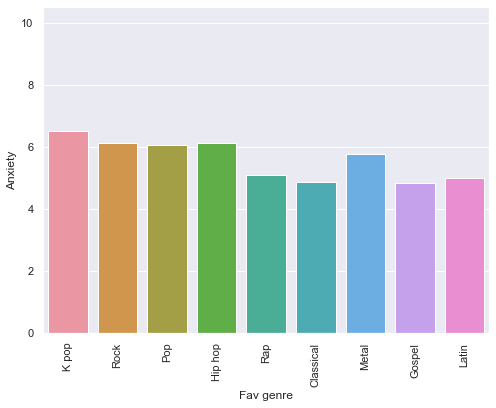 10
8
6
4
2
0
Anxiety
K pop
Rock
Pop
Hip hop
Rap
Classical
Metal
Gospel
Latin
Fav genre